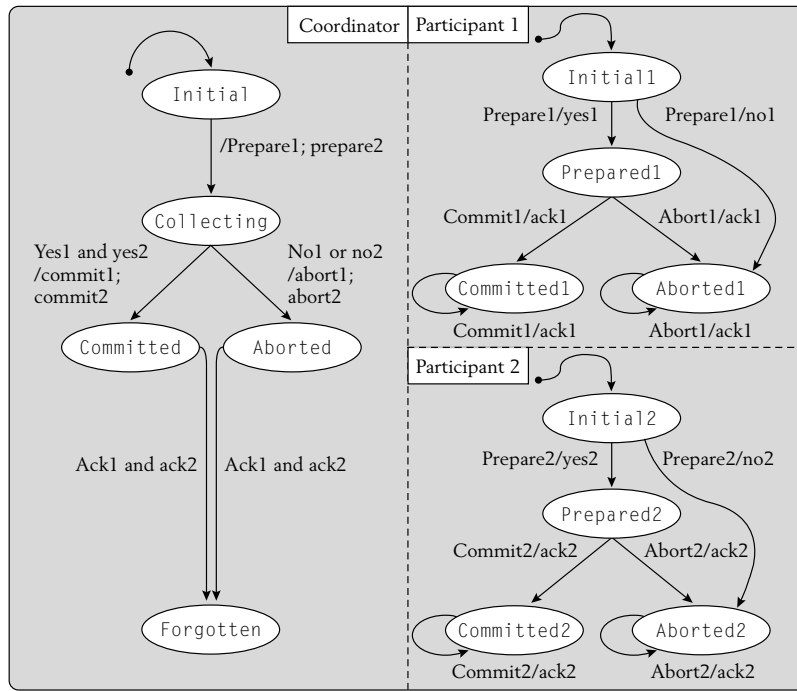 Coordinator
Initial
/Prepare1; prepare2
Collecting
Yes1 and yes2
/commit1;
commit2
No1 or no2
/abort1;
abort2
Committed
Aborted
Ack1 and ack2
Ack1 and ack2
Forgotten
Participant 1
Initial1
Prepare1/yes1
Prepare1/no1
Prepared1
Commit1/ack1
Abort1/ack1
Committed1
Aborted1
Commit1/ack1
Abort1/ack1
Participant 2
Initial2
Prepare2/yes2
Prepare2/no2
Prepared2
Commit2/ack2
Abort2/ack2
Committed2
Aborted2
Commit2/ack2
Abort2/ack2